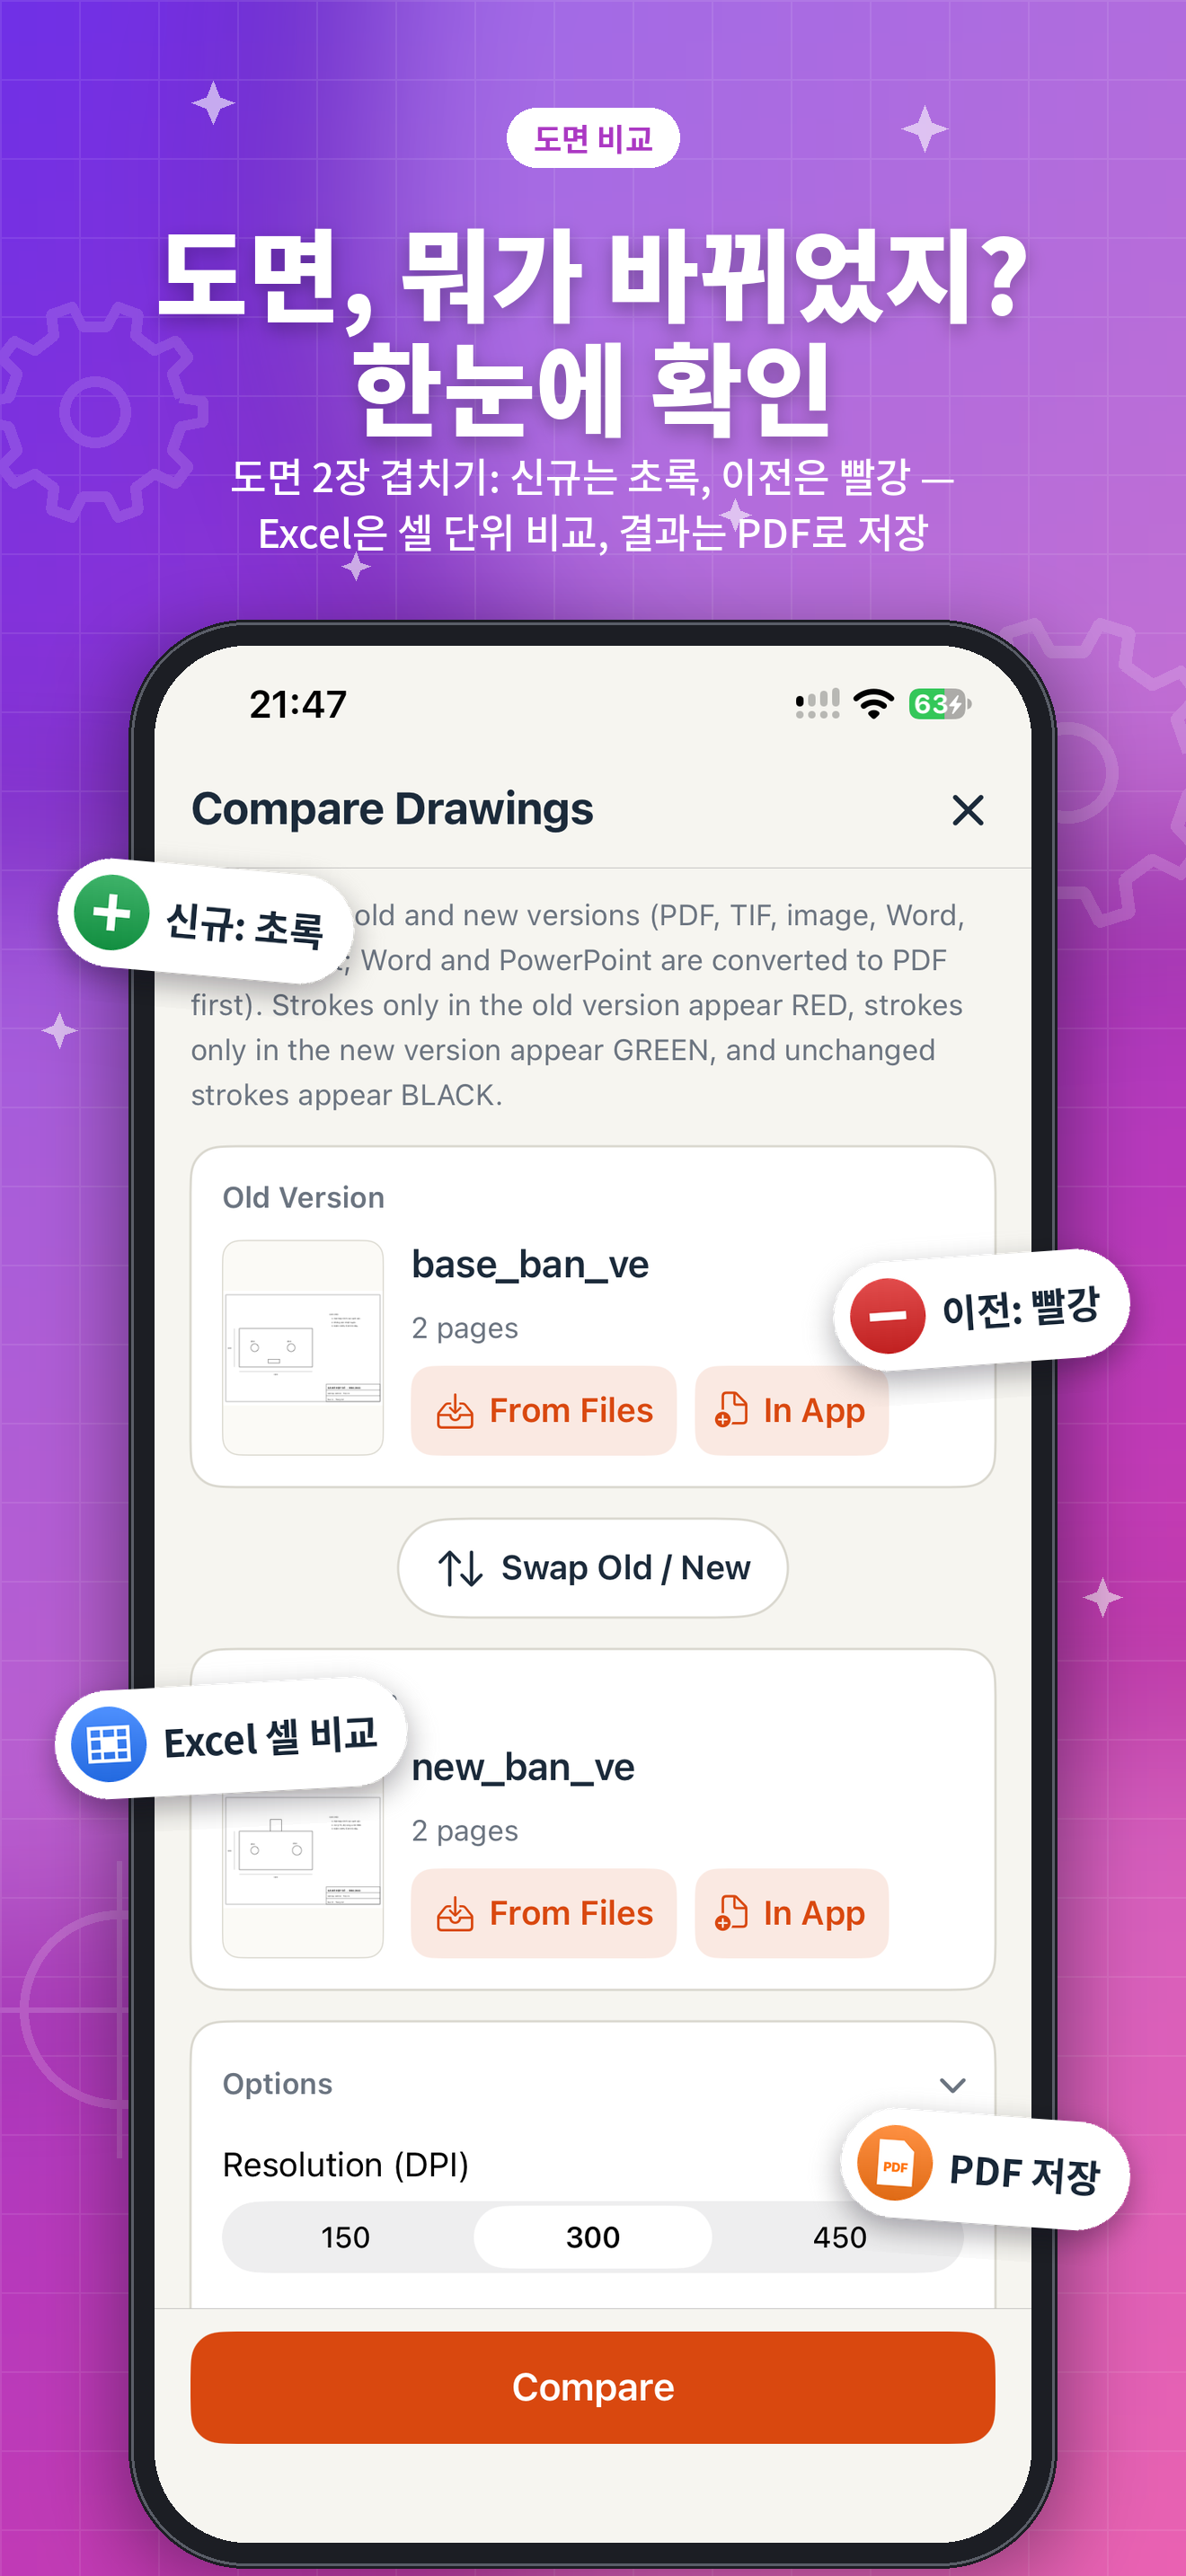 도면 비교
도면, 뭐가 바뀌었지?
한눈에 확인
도면 2장 겹치기: 신규는 초록, 이전은 빨강 —
Excel은 셀 단위 비교, 결과는 PDF로 저장
21:47
63
Compare Drawings
신규: 초록
old and new versions (PDF, TIF, image, Word,
; Word and PowerPoint are converted to PDF
first). Strokes only in the old version appear RED, strokes
only in the new version appear GREEN, and unchanged
strokes appear BLACK.
Old Version
base_ban_ve
2 pages
이전: 빨강
From Files
In App
Swap Old / New
Excel 셀 비교
new_ban_ve
2 pages
From Files
In App
Options
Resolution (DPI)
PDF
PDF 저장
150
300
450
Compare